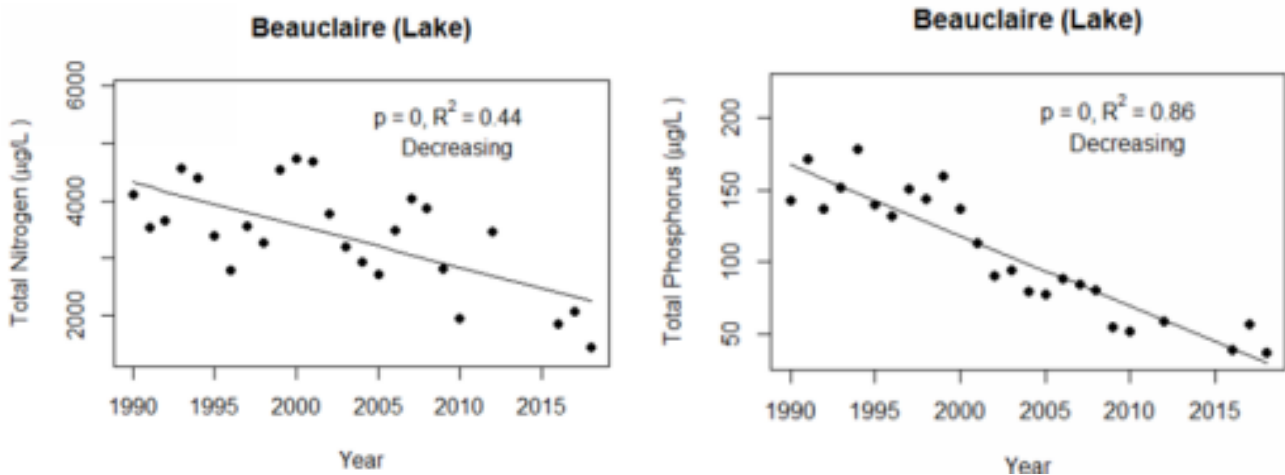 Beauclaire (Lake)
p = 0, R² = 0.44
Decreasing
Total Nitrogen (µg/L )
6000
4000
2000
1990 1995 2000 2005 2010 2015
Year
Beauclaire (Lake)
p = 0, R² = 0.86
Decreasing
Total Phosphorus (µg/L )
200
150
100
50
1990 1995 2000 2005 2010 2015
Year